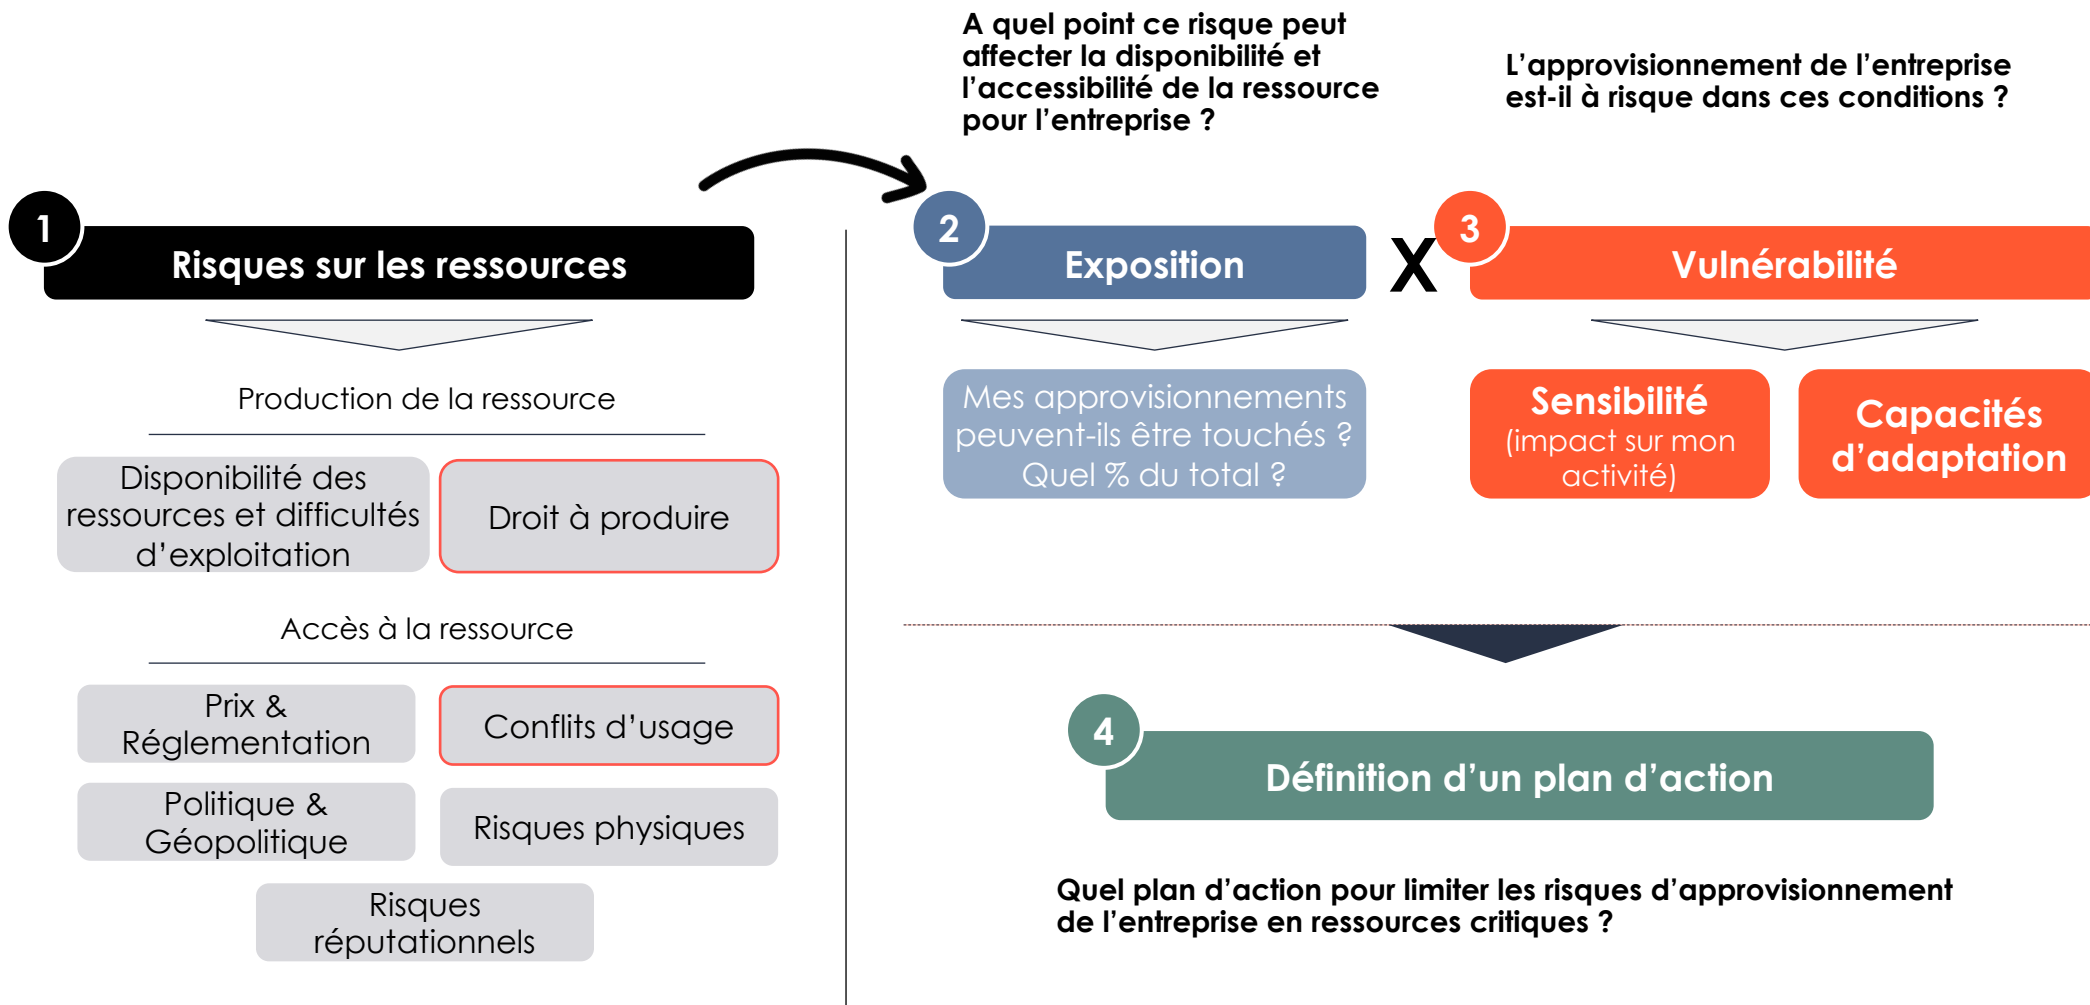 A quel point ce risque peut
affecter la disponibilité et
l'accessibilité de la ressource
pour l'entreprise ?
L'approvisionnement de l'entreprise
est-il à risque dans ces conditions ?
1
Risques sur les ressources
2
Exposition
X
3
Vulnérabilité
Production de la ressource
Disponibilité des
ressources et difficultés
d'exploitation
Droit à produire
Accès à la ressource
Prix &
Réglementation
Conflits d'usage
Politique &
Géopolitique
Risques physiques
Risques
réputationnels
Mes approvisionnements
peuvent-ils être touchés ?
Quel % du total ?
Sensibilité
(impact sur mon
activité)
Capacités
d'adaptation
4
Définition d'un plan d'action
Quel plan d'action pour limiter les risques d'approvisionnement
de l'entreprise en ressources critiques ?